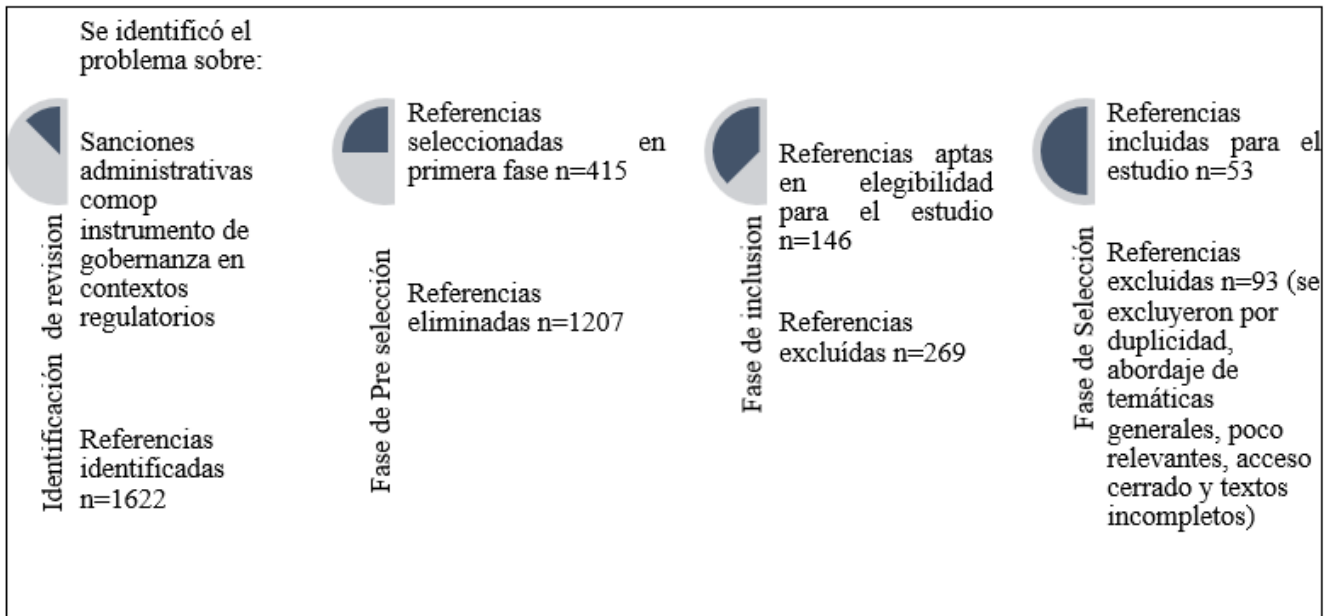 Se identificó el
problema sobre:
Sanciones
administrativas
comop
instrumento de
gobernanza en
contextos
regulatorios
Referencias
identificadas
n=1622
Identificación de revision
Referencias
seleccionadas en
primera fase n=415
Referencias
eliminadas n=1207
Fase de Pre selección
Referencias aptas
en elegibilidad
para el estudio
n=146
Referencias
excluídas n=269
Fase de inclusion
Referencias
incluidas para el
estudio n=53
Referencias
excluidas n=93 (se
excluyeron por
duplicidad,
abordaje de
temáticas
generales, poco
relevantes, acceso
cerrado y textos
incompletos)
Fase de Selección